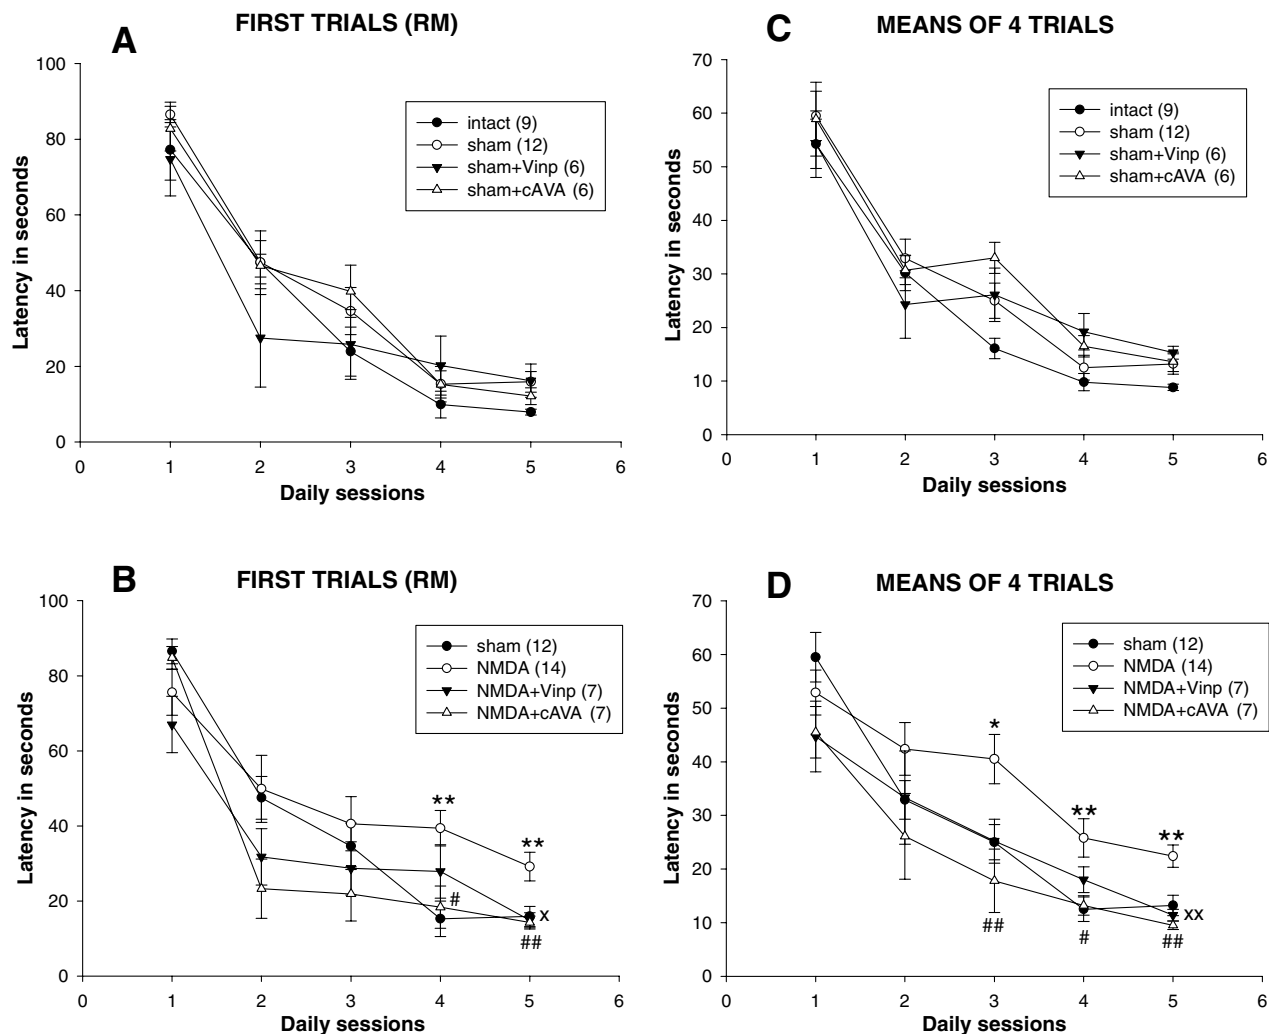 A
FIRST TRIALS (RM)
100
80
60
40
20
0
Latency in seconds
intact (9)
sham (12)
sham+Vinp (6)
sham+cAVA (6)
0 1 2 3 4 5 6
Daily sessions
C
MEANS OF 4 TRIALS
70
60
50
40
30
20
10
0
Latency in seconds
intact (9)
sham (12)
sham+Vinp (6)
sham+cAVA (6)
0 1 2 3 4 5 6
Daily sessions
B
FIRST TRIALS (RM)
100
80
60
40
20
0
Latency in seconds
sham (12)
NMDA (14)
NMDA+Vinp (7)
NMDA+cAVA (7)
**
**
#
x
##
0 1 2 3 4 5 6
Daily sessions
D
MEANS OF 4 TRIALS
70
60
50
40
30
20
10
0
Latency in seconds
sham (12)
NMDA (14)
NMDA+Vinp (7)
NMDA+cAVA (7)
*
**
**
xx
##
#
##
0 1 2 3 4 5 6
Daily sessions